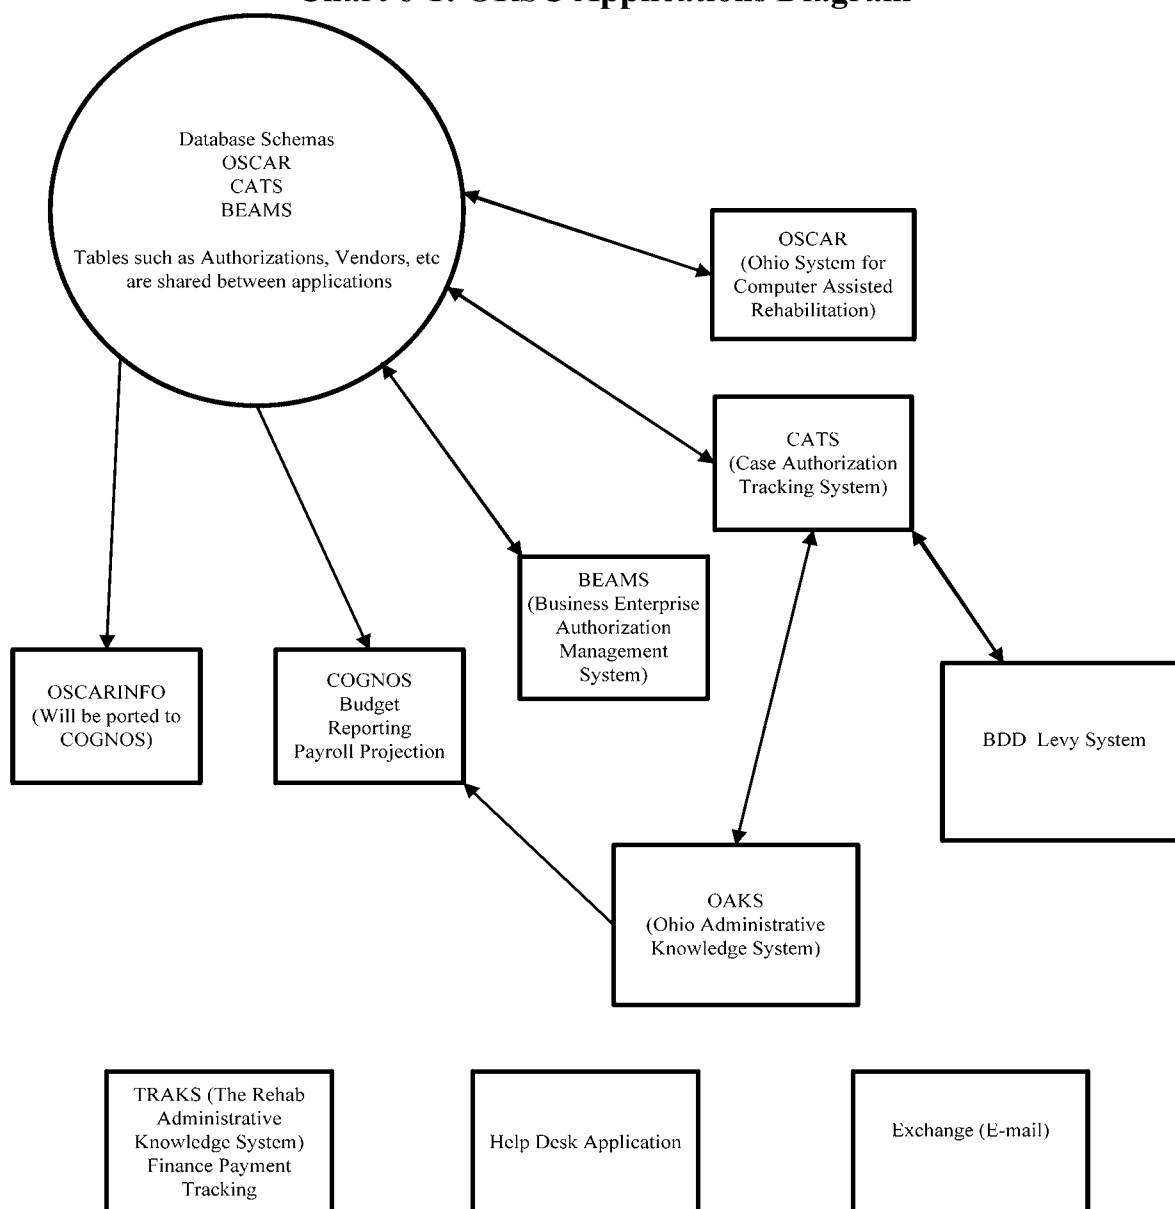 Database Schemas
OSCAR
CATS
BEAMS
Tables such as Authorizations, Vendors, etc
are shared between applications
OSCAR
(Ohio System for
Computer Assisted
Rehabilitation)
CATS
(Case Authorization
Tracking System)
BEAMS
(Business Enterprise
Authorization
Management
System)
OSCARINFO
(Will be ported to
COGNOS)
COGNOS
Budget
Reporting
Payroll Projection
BDD Levy System
OAKS
(Ohio Administrative
Knowledge System)
TRAKS (The Rehab
Administrative
Knowledge System)
Finance Payment
Tracking
Help Desk Application
Exchange (E-mail)